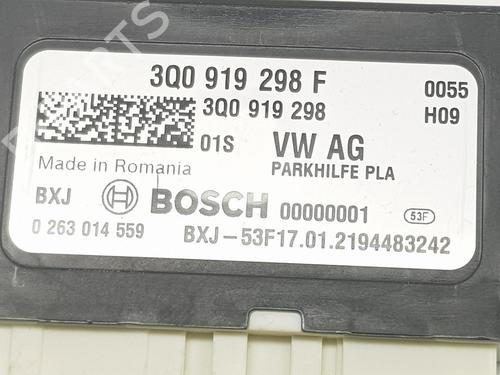 3Q0 919 298 F
0055
3Q0 919 298
H09
01S
VW AG
Made in Romania
PARKHILFE PLA
BXJ
BOSCH
00000001
53F
0 263 014 559
BXJ-53F17.01.2194483242
PARTS